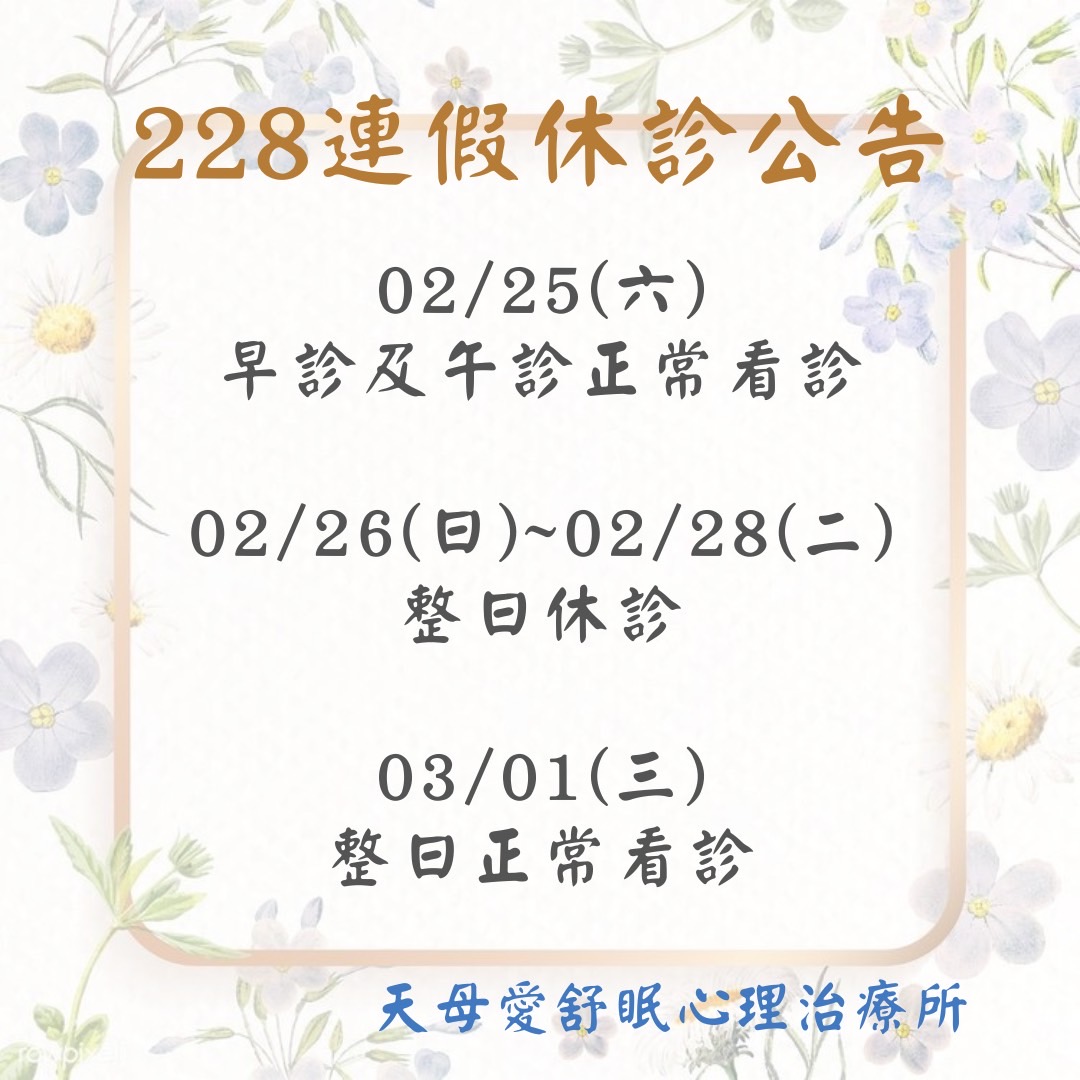 228連假休診公告
02/25(六)
早診及午診正常看診
02/26(日)~02/28(二)
整日休診
03/01(三)
整日正常看診
天母愛舒眠心理治療所
rawpixel